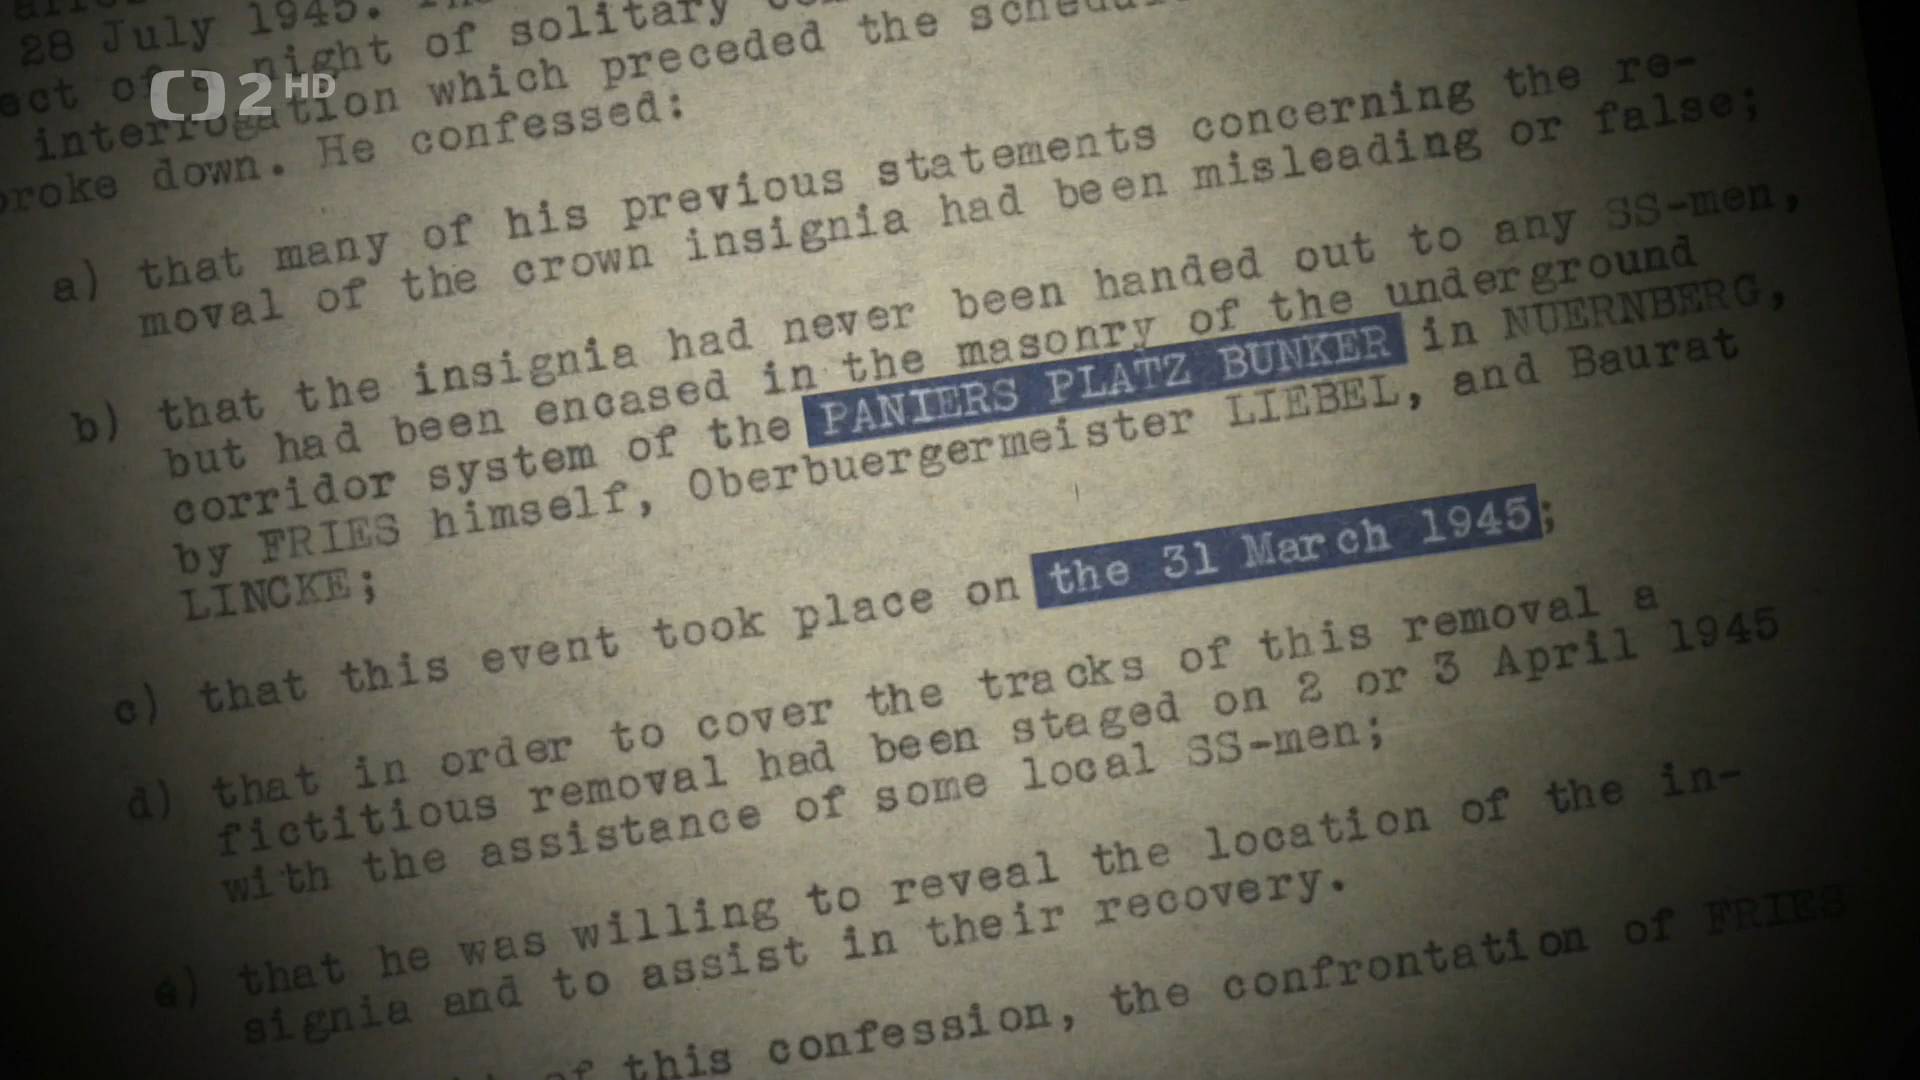 28 July 1945.
ect of a night of solitary
interrogation which preceded the
broke down. He confessed:
a) that many of his previous statements concerning the re-
moval of the crown insignia had been misleading or false;
b) that the insignia had never been handed out to any SS-men,
but had been encased in the masonry of the underground
corridor system of the PANIERS PLATZ BUNKER in NUERNBERG,
by FRIES himself, Oberbuergermeister LIEBEL, and Baurat
LINCKE;
c) that this event took place on the 31 March 1945;
d) that in order to cover the tracks of this removal a
fictitious removal had been staged on 2 or 3 April 1945
with the assistance of some local SS-men;
e) that he was willing to reveal the location of the in-
signia and to assist in their recovery.
of this confession, the confrontation of FRIES
2 HD